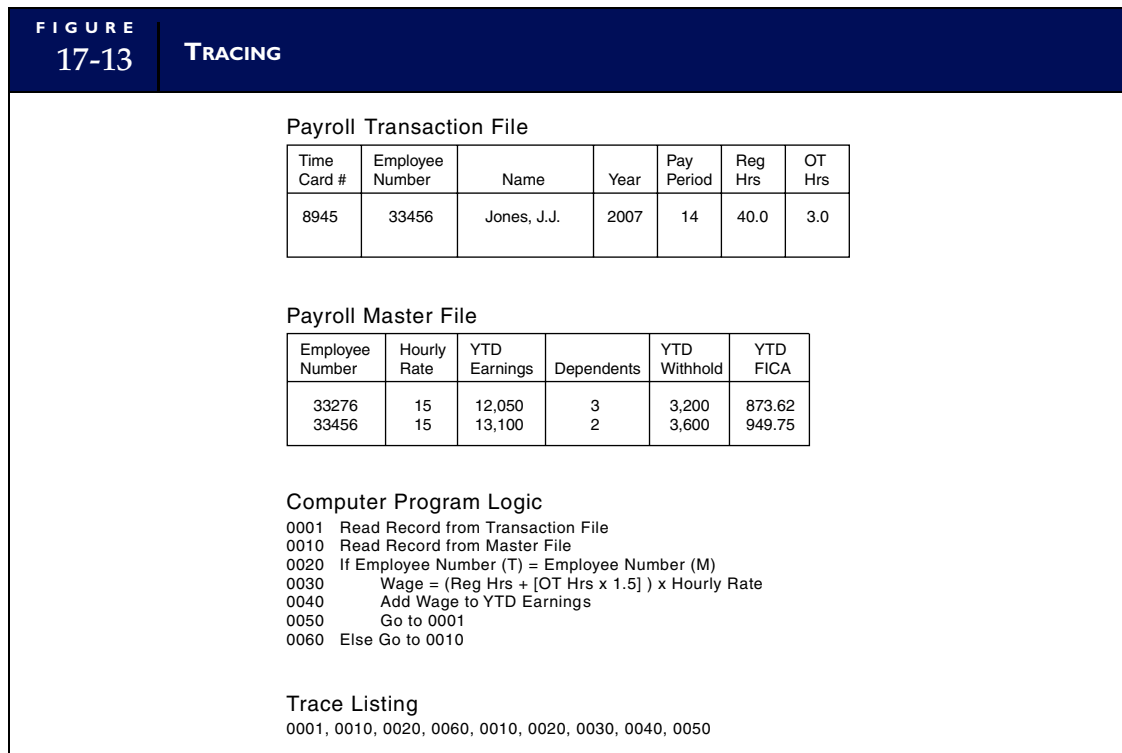 FIGURE
17-13
TRACING
Payroll Transaction File
Time Card # Employee Number Name Year Pay Period Reg Hrs OT Hrs
8945 33456 Jones, J.J. 2007 14 40.0 3.0
Payroll Master File
Employee Number Hourly Rate YTD Earnings Dependents YTD Withhold YTD FICA
33276 15 12,050 3 3,200 873.62
33456 15 13,100 2 3,600 949.75
Computer Program Logic
0001 Read Record from Transaction File
0010 Read Record from Master File
0020 If Employee Number (T) = Employee Number (M)
0030 Wage = (Reg Hrs + [OT Hrs x 1.5] ) x Hourly Rate
0040 Add Wage to YTD Earnings
0050 Go to 0001
0060 Else Go to 0010
Trace Listing
0001, 0010, 0020, 0060, 0010, 0020, 0030, 0040, 0050